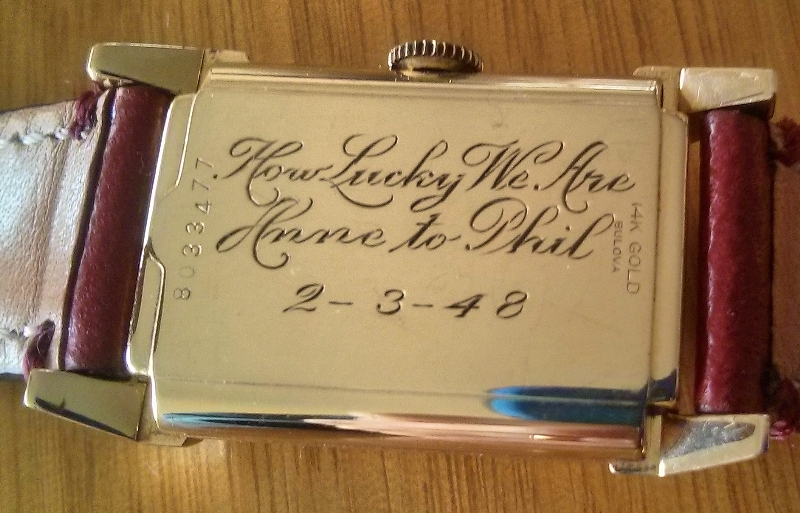 How Lucky We Are
Anne to Phil
2-3-48
8033477
14K GOLD
BULOVA